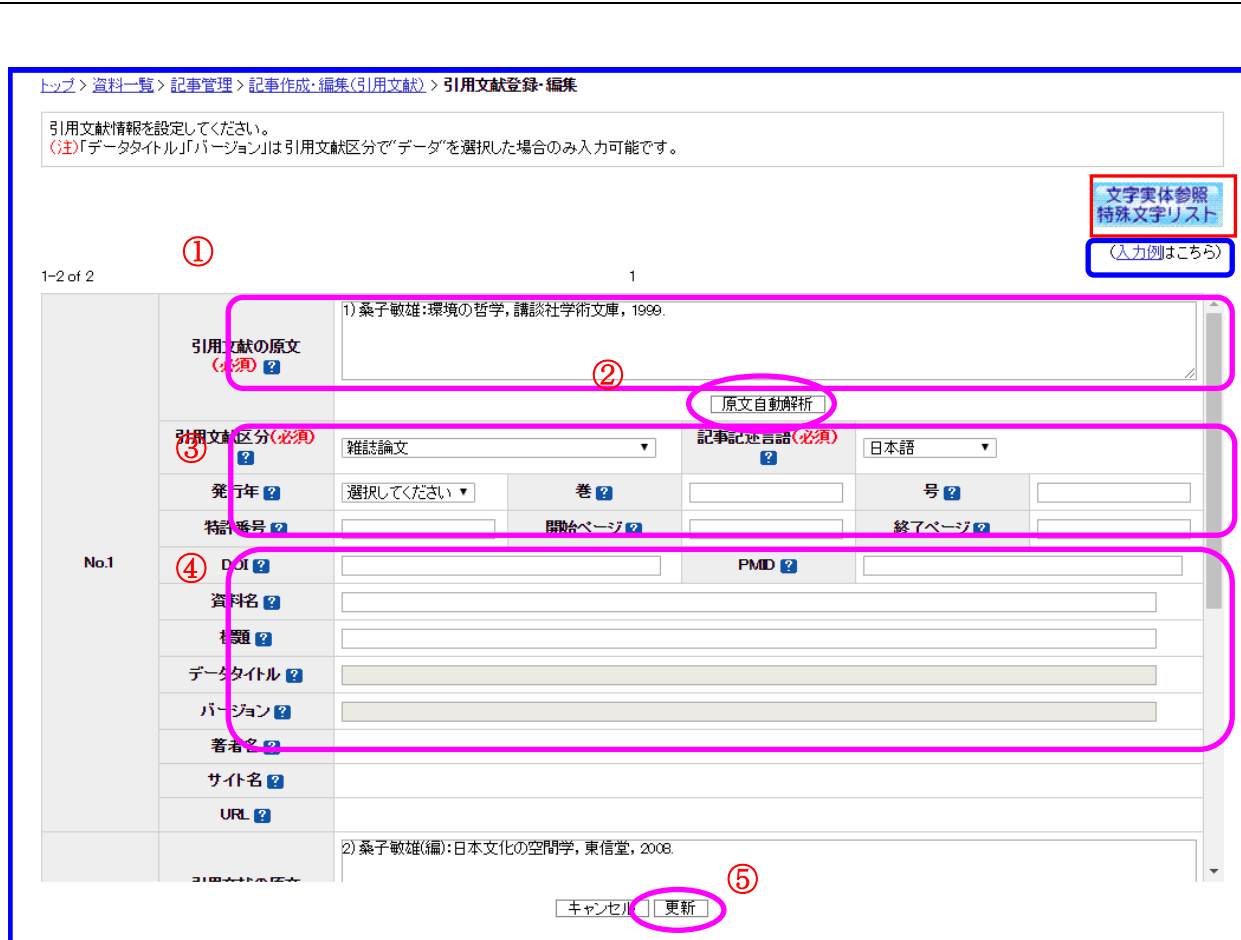 トップ > 資料一覧 > 記事管理 > 記事作成・編集(引用文献) > 引用文献登録・編集
引用文献情報を設定してください。
(注)「データタイトル」「バージョン」は引用文献区分で"データ"を選択した場合のみ入力可能です。
文字実体参照
特殊文字リスト
(入力例はこちら)
①
1-2 of 2 1
1) 桑子敏雄:環境の哲学, 講談社学術文庫, 1999.
引用文献の原文
(必須) ?
②
原文自動解析
③
引用文献区分(必須) ? 雑誌論文 ▼ 記事記述言語(必須) ? 日本語 ▼
発行年 ? 選択してください ▼ 巻 ? 号 ?
特許番号 ? 開始ページ ? 終了ページ ?
No.1
④
DOI ? PMID ?
資料名 ?
標題 ?
データタイトル ?
バージョン ?
著者名 ?
サイト名 ?
URL ?
2) 桑子敏雄(編):日本文化の空間学, 東信堂, 2008.
引用文献の原文
⑤
キャンセル 更新